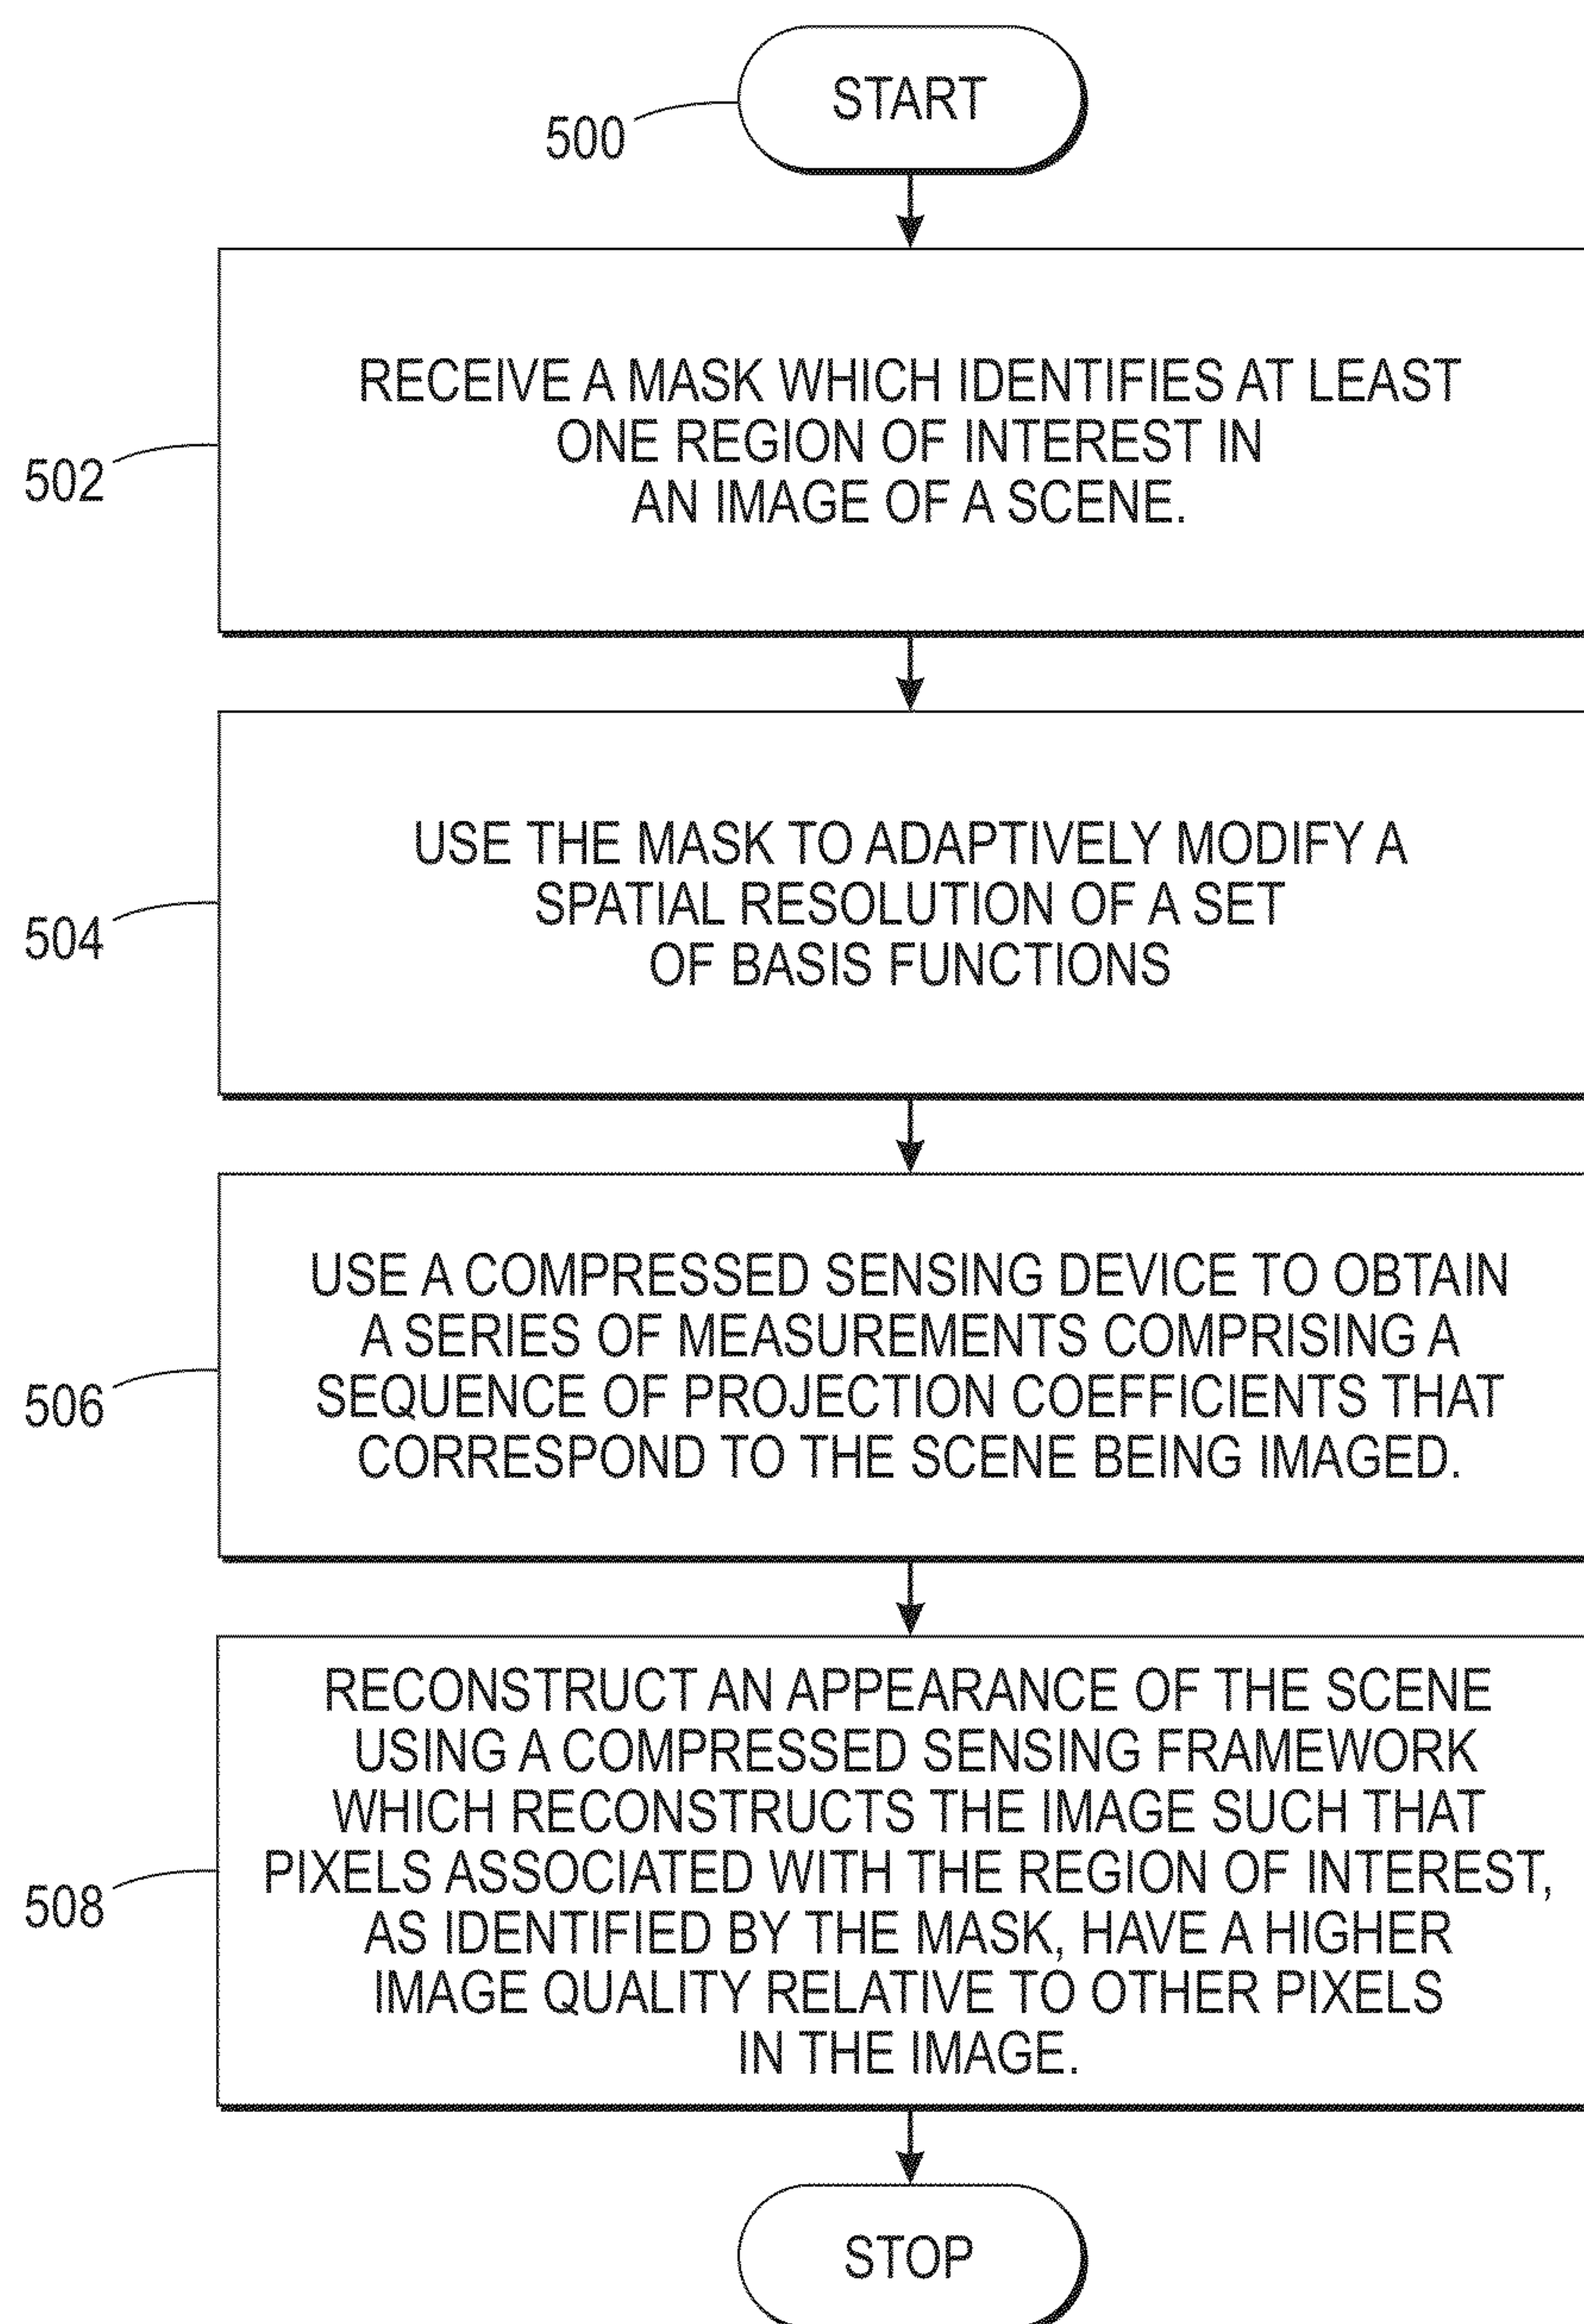 START
500
RECEIVE A MASK WHICH IDENTIFIES AT LEAST
ONE REGION OF INTEREST IN
AN IMAGE OF A SCENE.
502
USE THE MASK TO ADAPTIVELY MODIFY A
SPATIAL RESOLUTION OF A SET
OF BASIS FUNCTIONS
504
USE A COMPRESSED SENSING DEVICE TO OBTAIN
A SERIES OF MEASUREMENTS COMPRISING A
SEQUENCE OF PROJECTION COEFFICIENTS THAT
CORRESPOND TO THE SCENE BEING IMAGED.
506
RECONSTRUCT AN APPEARANCE OF THE SCENE
USING A COMPRESSED SENSING FRAMEWORK
WHICH RECONSTRUCTS THE IMAGE SUCH THAT
PIXELS ASSOCIATED WITH THE REGION OF INTEREST,
AS IDENTIFIED BY THE MASK, HAVE A HIGHER
IMAGE QUALITY RELATIVE TO OTHER PIXELS
IN THE IMAGE.
508
STOP